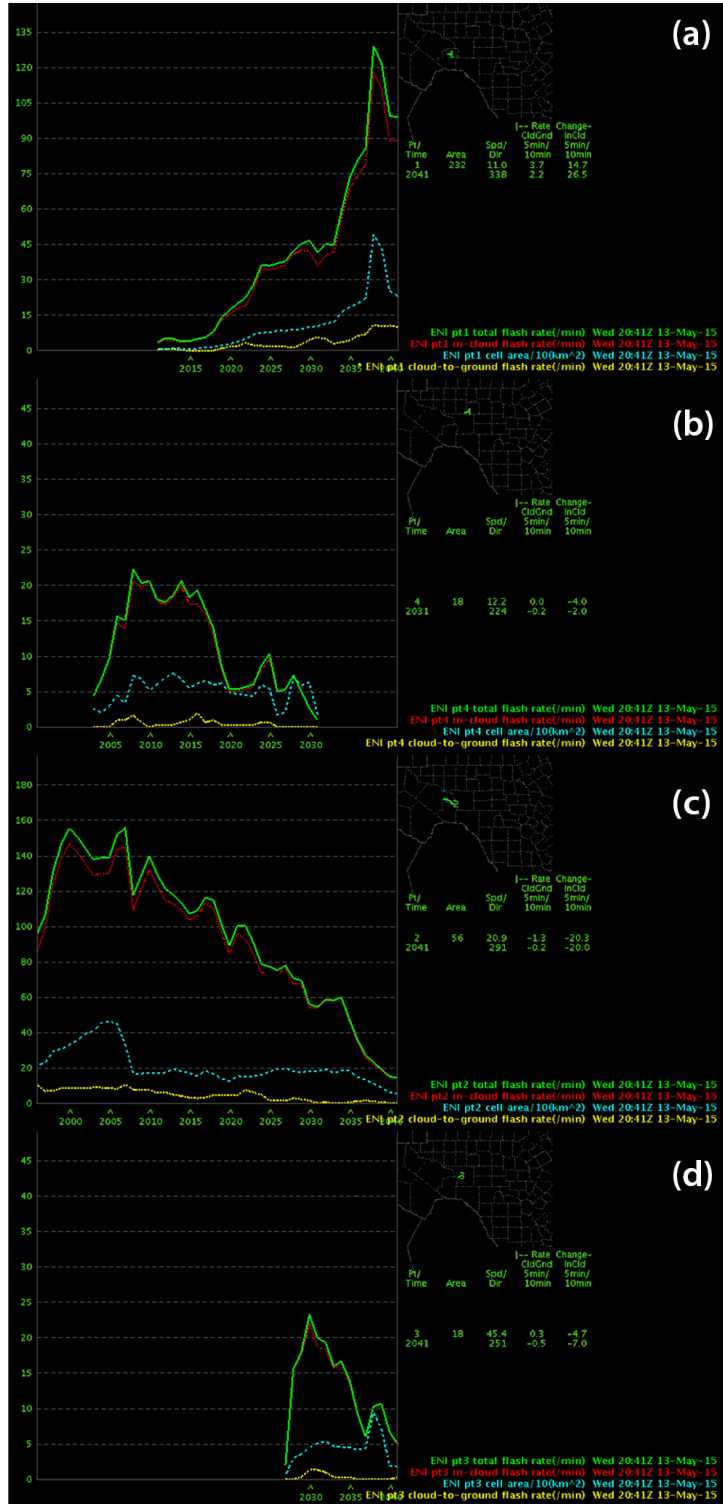 (a)
135
120
105
90
75
60
45
30
15
0
2015 2020 2025 2030 2035
1
|-- Rate Change-
CldGnd InCld
Pt/ Spd/ 5min/ 5min/
Time Area Dir 10min 10min
1 232 11.0 3.7 14.7
2041 338 2.2 26.5
ENI pt1 total flash rate(/min) Wed 20:41Z 13-May-15
ENI pt1 in-cloud flash rate(/min) Wed 20:41Z 13-May-15
ENI pt1 cell area/10(km^2) Wed 20:41Z 13-May-15
* ENI pt1 cloud-to-ground flash rate(/min) Wed 20:41Z 13-May-15
(b)
45
40
35
30
25
20
15
10
5
0
2005 2010 2015 2020 2025 2030 2035
4
|-- Rate Change-
CldGnd InCld
Pt/ Spd/ 5min/ 5min/
Time Area Dir 10min 10min
4 18 12.2 0.0 -4.0
2031 224 -0.2 -2.0
ENI pt4 total flash rate(/min) Wed 20:41Z 13-May-15
ENI pt4 in-cloud flash rate(/min) Wed 20:41Z 13-May-15
ENI pt4 cell area/10(km^2) Wed 20:41Z 13-May-15
ENI pt4 cloud-to-ground flash rate(/min) Wed 20:41Z 13-May-15
(c)
180
160
140
120
100
80
60
40
20
0
2000 2005 2010 2015 2020 2025 2030 2035
2
|-- Rate Change-
CldGnd InCld
Pt/ Spd/ 5min/ 5min/
Time Area Dir 10min 10min
2 56 20.9 -1.3 -20.3
2041 291 -0.2 -20.0
ENI pt2 total flash rate(/min) Wed 20:41Z 13-May-15
ENI pt2 in-cloud flash rate(/min) Wed 20:41Z 13-May-15
ENI pt2 cell area/10(km^2) Wed 20:41Z 13-May-15
ENI pt2 cloud-to-ground flash rate(/min) Wed 20:41Z 13-May-15
(d)
45
40
35
30
25
20
15
10
5
0
2030 2035
3
|-- Rate Change-
CldGnd InCld
Pt/ Spd/ 5min/ 5min/
Time Area Dir 10min 10min
3 18 45.4 0.3 -4.7
2041 251 -0.5 -7.0
ENI pt3 total flash rate(/min) Wed 20:41Z 13-May-15
ENI pt3 in-cloud flash rate(/min) Wed 20:41Z 13-May-15
ENI pt3 cell area/10(km^2) Wed 20:41Z 13-May-15
ENI pt3 cloud-to-ground flash rate(/min) Wed 20:41Z 13-May-15